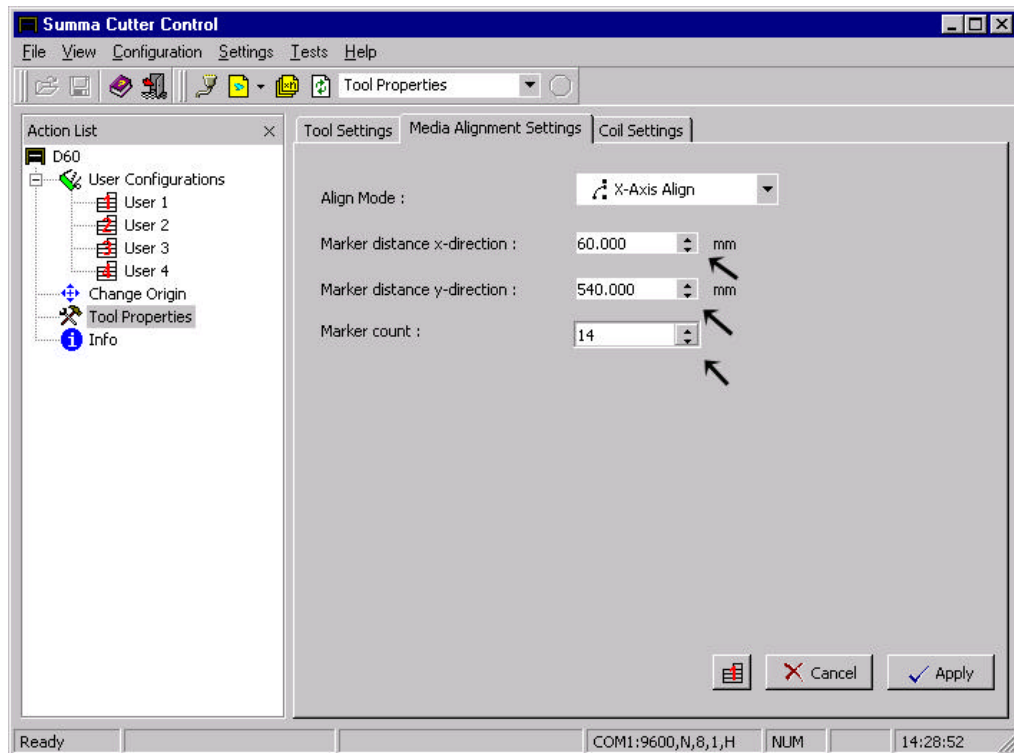 Summa Cutter Control
File View Configuration Settings Tests Help
Tool Properties
Action List
Tool Settings Media Alignment Settings Coil Settings
D60
User Configurations
User 1
User 2
User 3
User 4
Change Origin
Tool Properties
Info
Align Mode : X-Axis Align
Marker distance x-direction : 60.000 mm
Marker distance y-direction : 540.000 mm
Marker count : 14
Cancel Apply
Ready COM1:9600,N,8,1,H NUM 14:28:52